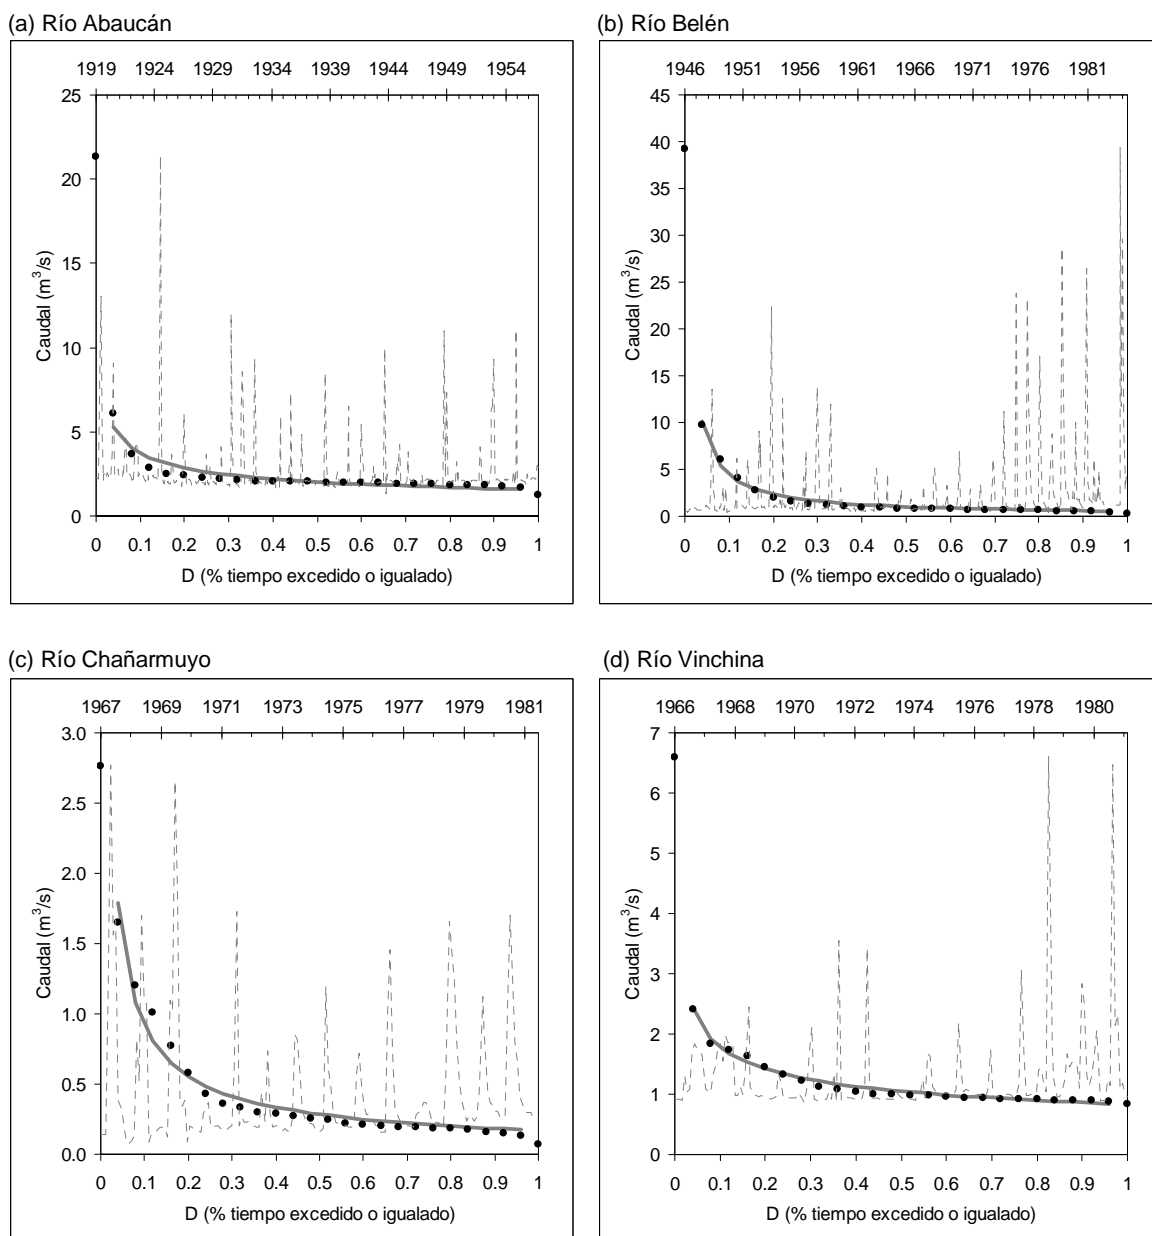 (a) Río Abaucán
1919 1924 1929 1934 1939 1944 1949 1954
25
20
15
10
5
0
Caudal (m³/s)
0 0.1 0.2 0.3 0.4 0.5 0.6 0.7 0.8 0.9 1
D (% tiempo excedido o igualado)
(b) Río Belén
1946 1951 1956 1961 1966 1971 1976 1981
45
40
35
30
25
20
15
10
5
0
Caudal (m³/s)
0 0.1 0.2 0.3 0.4 0.5 0.6 0.7 0.8 0.9 1
D (% tiempo excedido o igualado)
(c) Río Chañarmuyo
1967 1969 1971 1973 1975 1977 1979 1981
3.0
2.5
2.0
1.5
1.0
0.5
0.0
Caudal (m³/s)
0 0.1 0.2 0.3 0.4 0.5 0.6 0.7 0.8 0.9 1
D (% tiempo excedido o igualado)
(d) Río Vinchina
1966 1968 1970 1972 1974 1976 1978 1980
7
6
5
4
3
2
1
0
Caudal (m³/s)
0 0.1 0.2 0.3 0.4 0.5 0.6 0.7 0.8 0.9 1
D (% tiempo excedido o igualado)